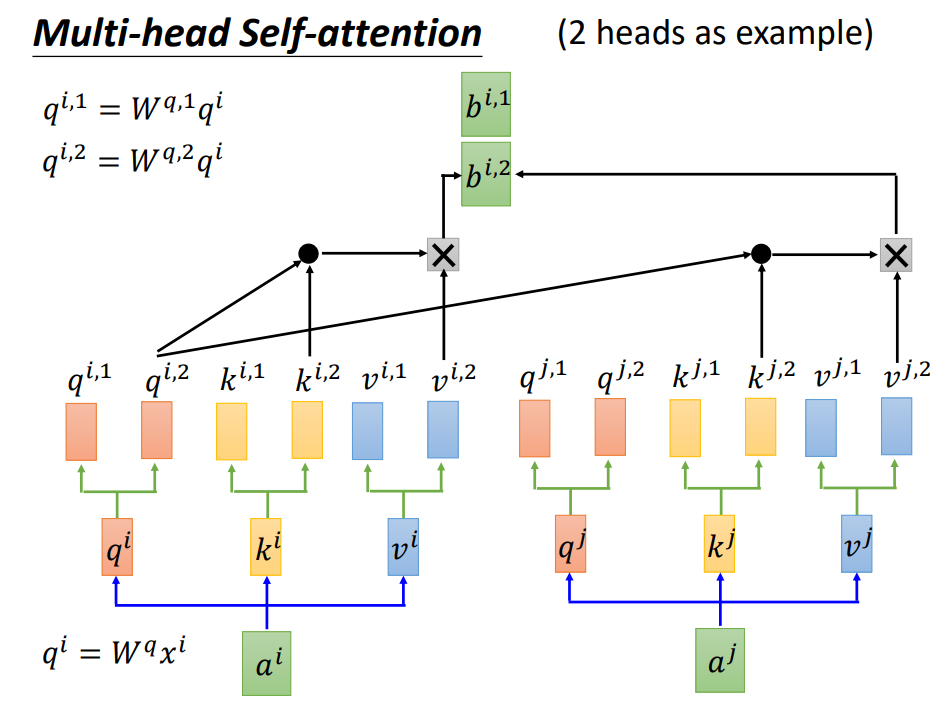 Multi-head Self-attention (2 heads as example)
q^{i,1} = W^{q,1}q^{i}
q^{i,2} = W^{q,2}q^{i}
b^{i,1}
b^{i,2}
q^{i,1} q^{i,2} k^{i,1} k^{i,2} v^{i,1} v^{i,2} q^{j,1} q^{j,2} k^{j,1} k^{j,2} v^{j,1} v^{j,2}
q^{i} k^{i} v^{i} q^{j} k^{j} v^{j}
q^{i} = W^{q}x^{i}
a^{i} a^{j}